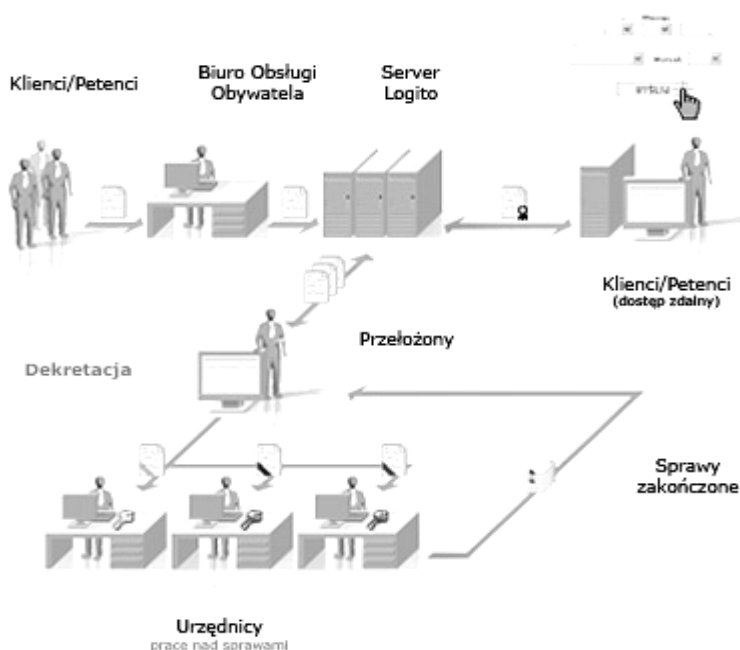 Klienci/Petenci
Biuro Obsługi
Obywatela
Server
Logito
WYŚLIJ
Klienci/Petenci
(dostęp zdalny)
Przełożony
Dekretacja
Sprawy
zakończone
Urzędnicy
prace nad sprawami